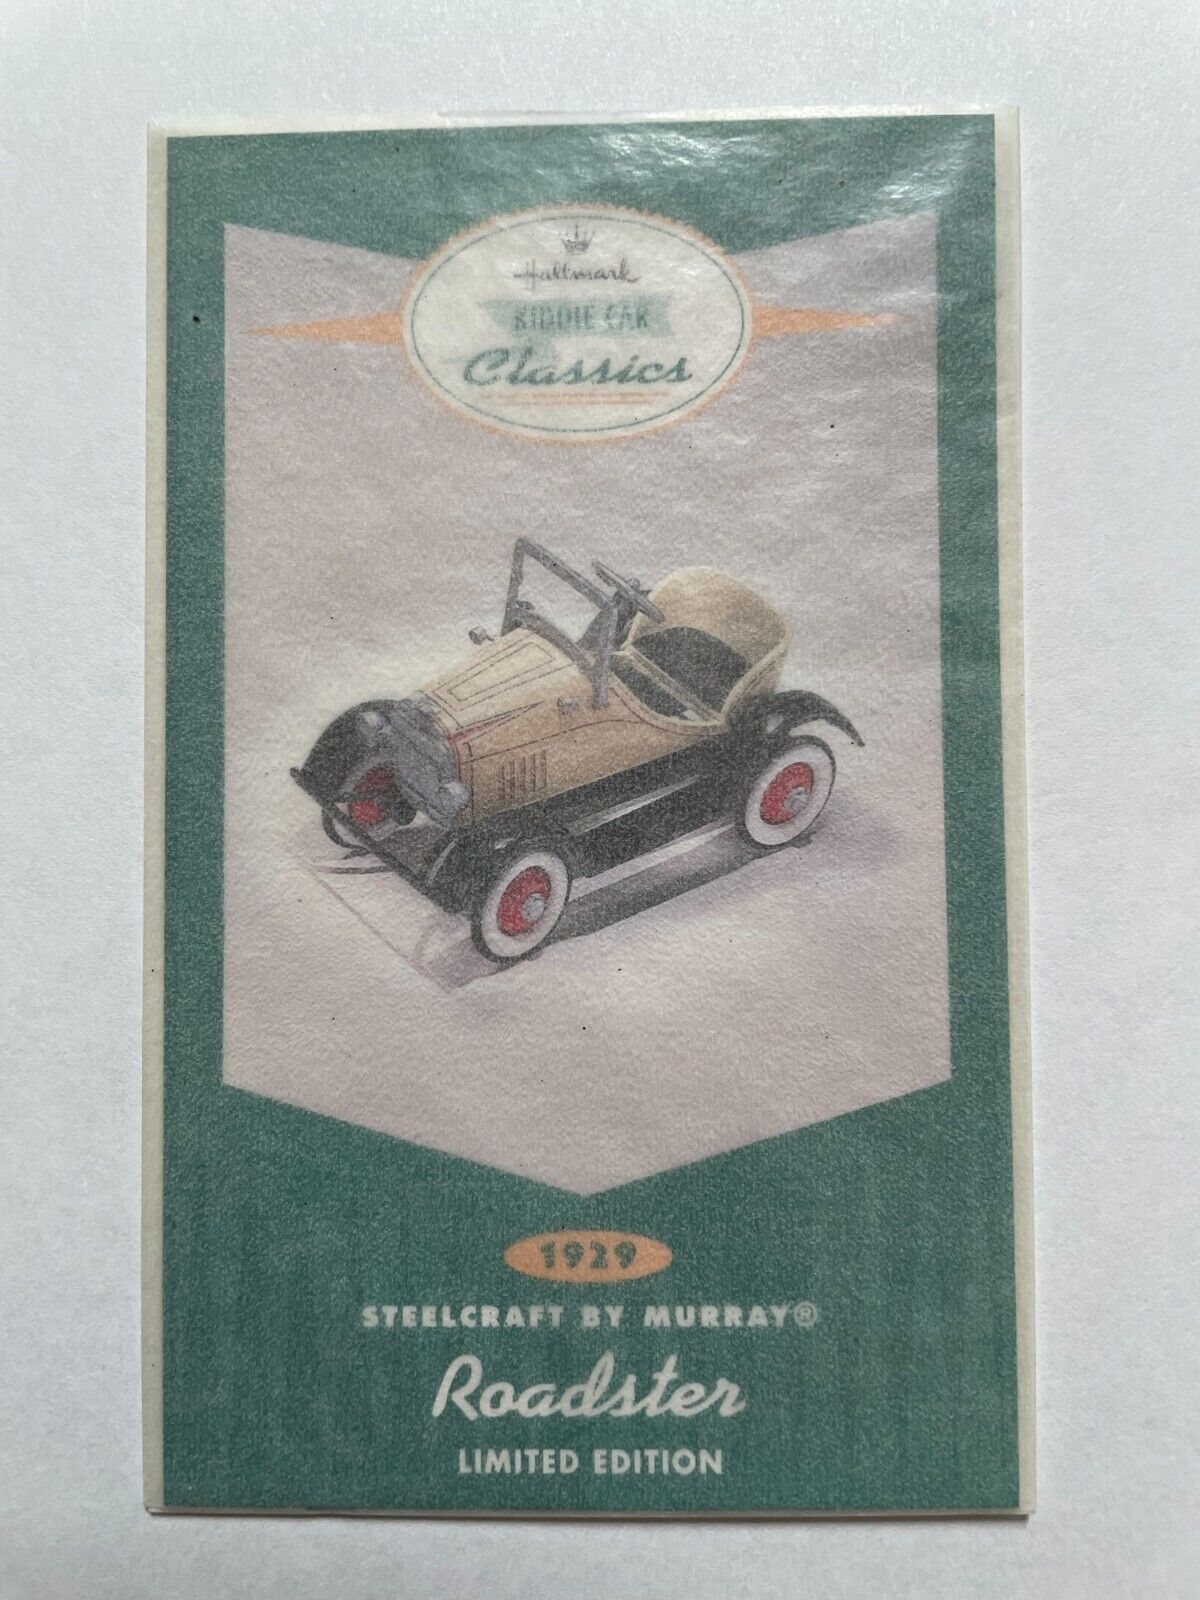 Hallmark
KIDDIE CAR
Classics
1929
STEELCRAFT BY MURRAY®
Roadster
LIMITED EDITION